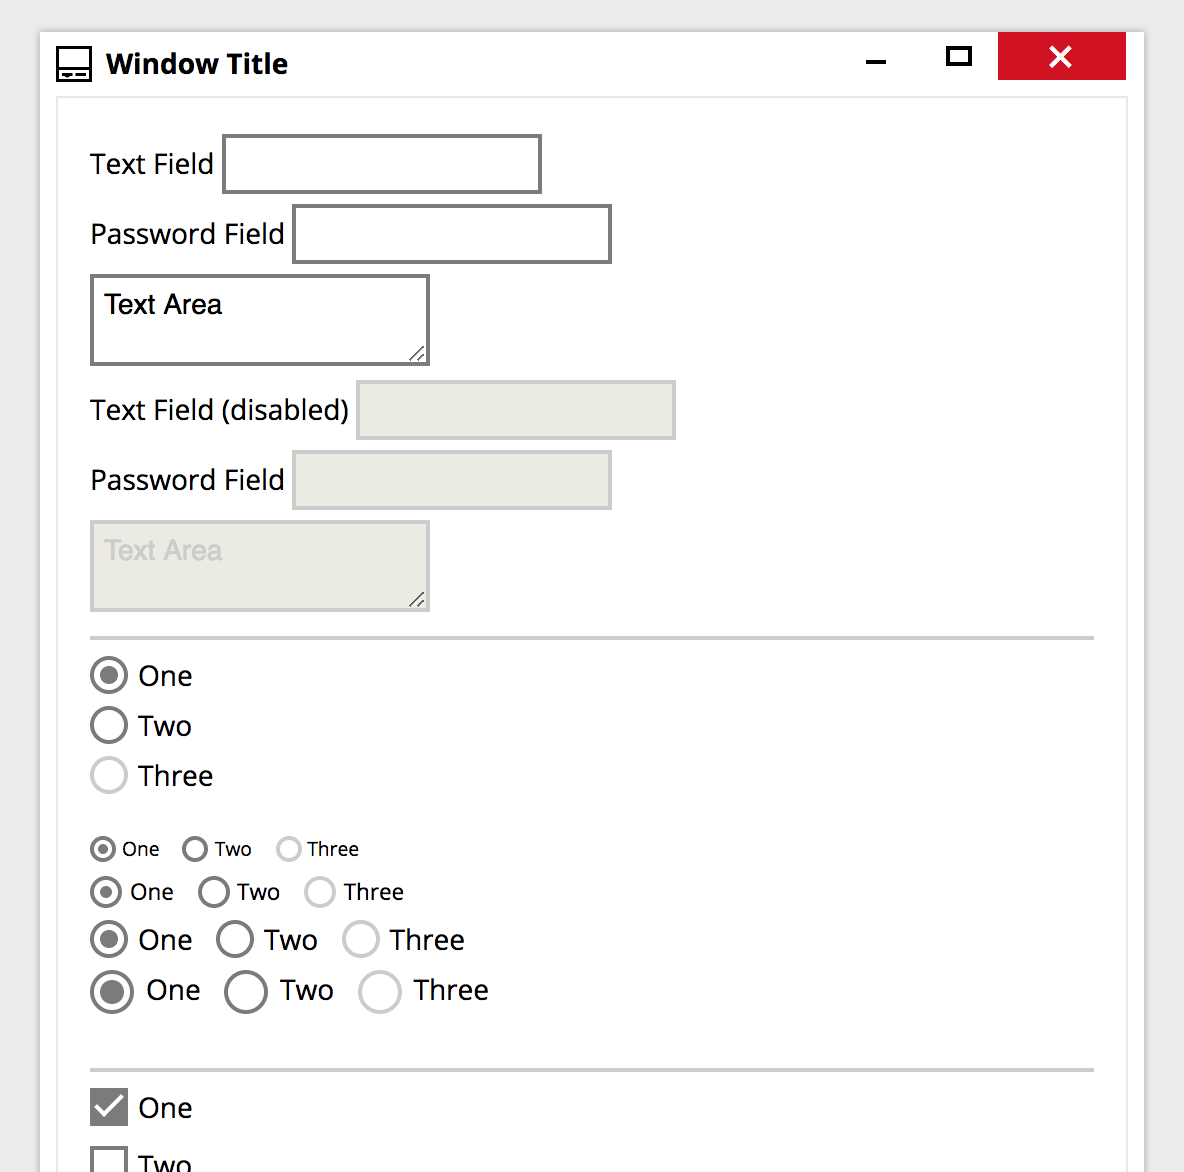 Window Title
Text Field
Password Field
Text Area
Text Field (disabled)
Password Field
Text Area
One
Two
Three
One Two Three
One Two Three
One Two Three
One Two Three
One
Two